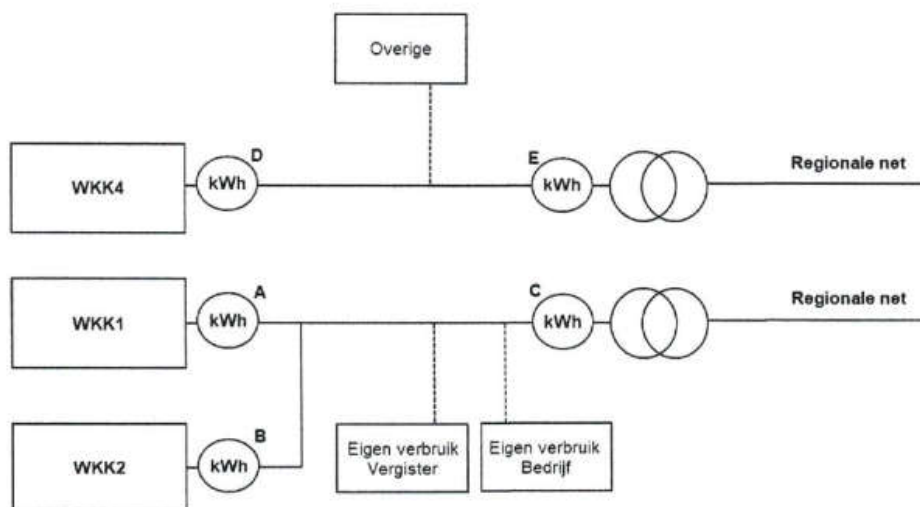 Overige
D
E
WKK4
kWh
kWh
Regionale net
A
C
WKK1
kWh
kWh
Regionale net
B
WKK2
kWh
Eigen verbruik
Vergister
Eigen verbruik
Bedrijf